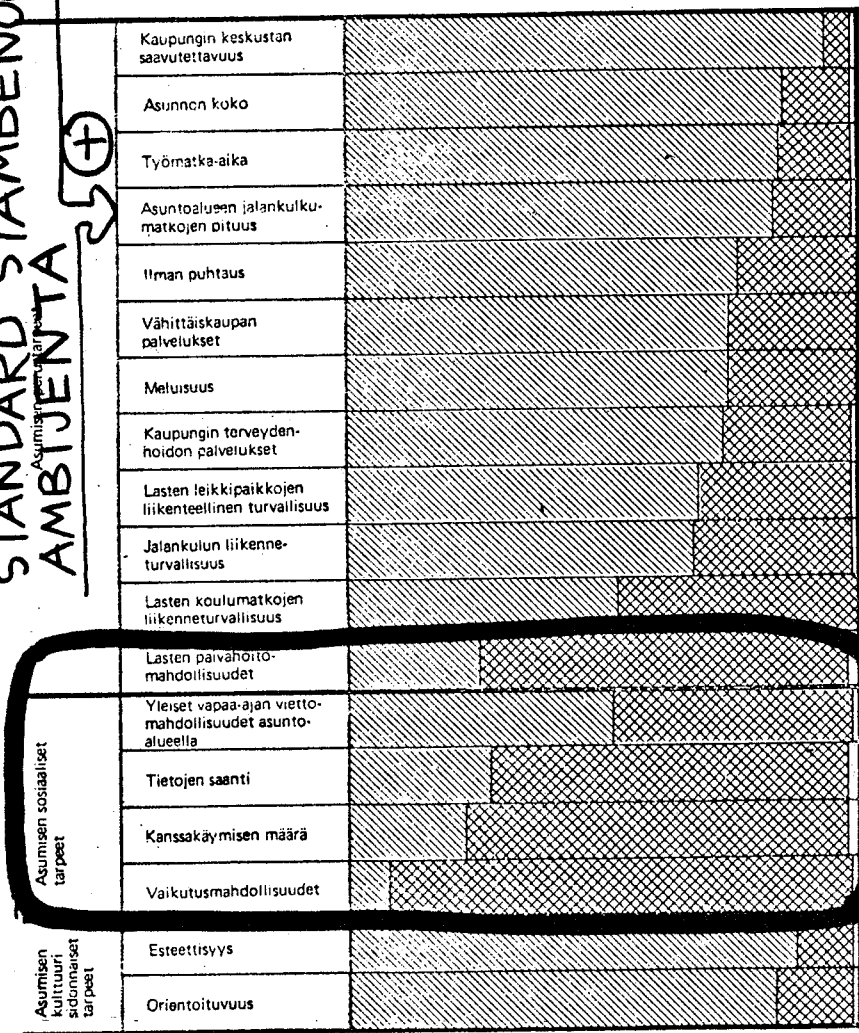 STANDARD STAMBENO
AMBIJENTA
+
Kaupungin keskustan
saavutettavuus
Asunnon koko
Työmatka-aika
Asuntoalueen jalankulku-
matkojen pituus
Ilman puhtaus
Vähittäiskaupan
palvelukset
Meluisuus
Kaupungin terveyden-
hoidon palvelukset
Lasten leikkipaikkojen
liikenteellinen turvallisuus
Jalankulun liikenne-
turvallisuus
Lasten koulumatkojen
liikenneturvallisuus
Lasten päivähoito-
mahdollisuudet
Asumisen sosiaaliset
tarpeet
Yleiset vapaa-ajan vietto-
mahdollisuudet asunto-
alueella
Tietojen saanti
Kanssakäymisen määrä
Vaikutusmahdollisuudet
Asumisen
kulttuuri
sidonnaiset
tarpeet
Esteettisyys
Orientoituvuus